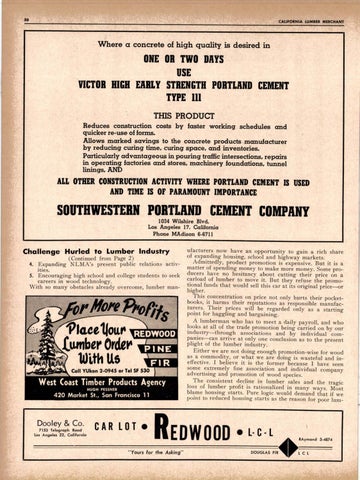 20
CALIFORNIA LUMBER MERCHANT
Where a concrete of high quality is desired in
ONE OR TWO DAYS
USE
VICTOR HIGH EARLY STRENGTH PORTLAND CEMENT
TYPE III
THIS PRODUCT
Reduces construction costs by faster working schedules and
quicker re-use of forms.
Allows marked savings to the concrete products manufacturer
by reducing curing time, curing space, and inventories.
Particularly advantageous in pouring traffic intersections, repairs
in operating factories and stores, machinery foundations, tunnel
linings, AND
ALL OTHER CONSTRUCTION ACTIVITY WHERE PORTLAND CEMENT IS USED
AND TIME IS OF PARAMOUNT IMPORTANCE
SOUTHWESTERN PORTLAND CEMENT COMPANY
1034 Wilshire Blvd.
Los Angeles 17, California
Phone MAdison 6-6711
Challenge Hurled to Lumber Industry
(Continued from Page 2)
4. Expanding NLMA's present public relations activities.
5. Encouraging high school and college students to seek
careers in wood technology.
With so many obstacles already overcome, lumber man-
ufacturers now have an opportunity to gain a rich share
of expanding housing, school and highway markets.
Admittedly, product promotion is expensive. But it is a
matter of spending money to make more money. Some producers
have no hesitancy about cutting their price on a
carload of lumber to move it. But they refuse the promotional
funds that would sell this car at its original price—or
higher.
This concentration on price not only hurts their pocketbooks,
it harms their reputations as responsible manufacturers.
Their prices will be regarded only as a starting
point for haggling and bargaining.
A lumberman who has to meet a daily payroll, and who
looks at all of the trade promotion being carried on by our
industry—through associations and by individual companies—can
arrive at only one conclusion as to the present
plight of the lumber industry.
Either we are not doing enough promotion-wise for wood
as a commodity, or what we are doing is wasteful and ineffective.
I believe it is the former because I have seen
some extremely fine association and individual company
advertising and promotion of wood species.
The consistent decline in lumber sales and the tragic
loss of lumber profit is rationalized in many ways. Most
blame housing starts. Pure logic would demand that if we
point to reduced housing starts as the reason for poor lum-
For More Profits
Place Your
Lumber Order
With Us
REDWOOD
PINE
FIR
Call YUkon 2-0945 or Tel SF 530
West Coast Timber Products Agency
HUGH PESSNER
420 Market St., San Francisco 11
Dooley & Co.
7153 Telegraph Road
Los Angeles 22, California
CAR LOT • REDWOOD • L·C·L
RAymond 3-4874
"Yours for the Asking"
DOUGLAS FIR
LCL